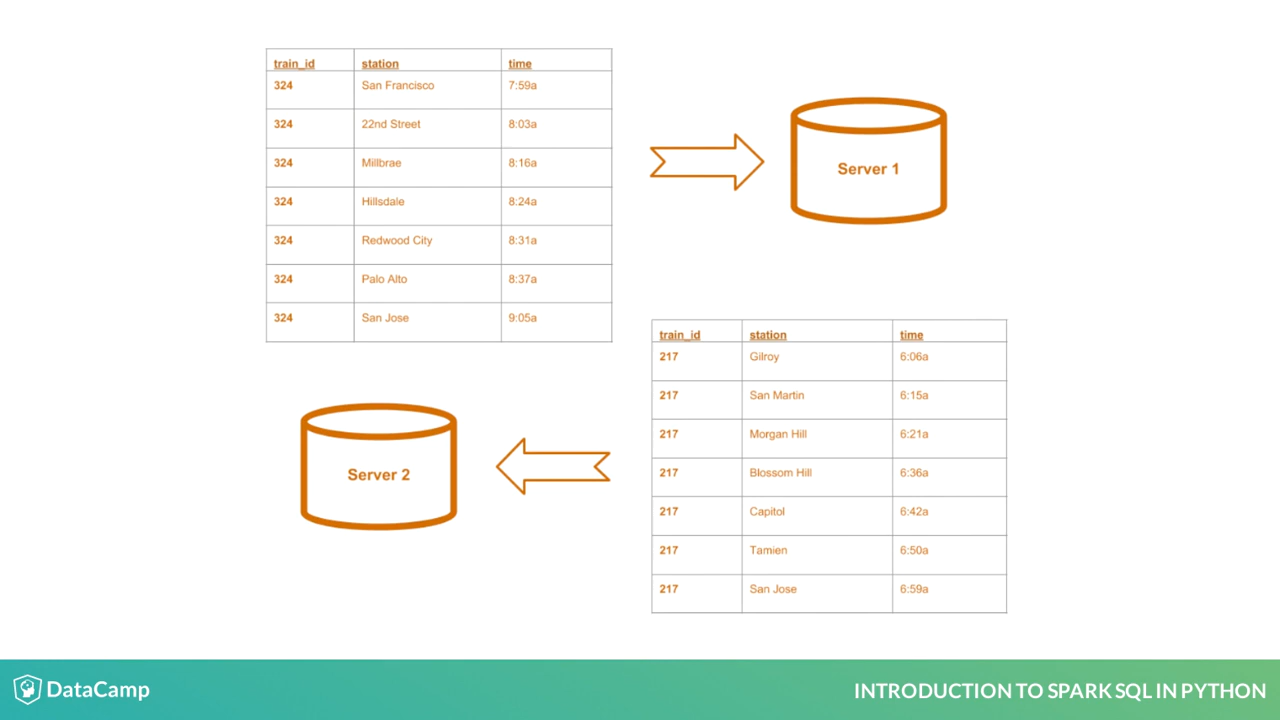 train_id station time
324 San Francisco 7:59a
324 22nd Street 8:03a
324 Millbrae 8:16a
324 Hillsdale 8:24a
324 Redwood City 8:31a
324 Palo Alto 8:37a
324 San Jose 9:05a
Server 1
Server 2
train_id station time
217 Gilroy 6:06a
217 San Martin 6:15a
217 Morgan Hill 6:21a
217 Blossom Hill 6:36a
217 Capitol 6:42a
217 Tamien 6:50a
217 San Jose 6:59a
DataCamp
INTRODUCTION TO SPARK SQL IN PYTHON